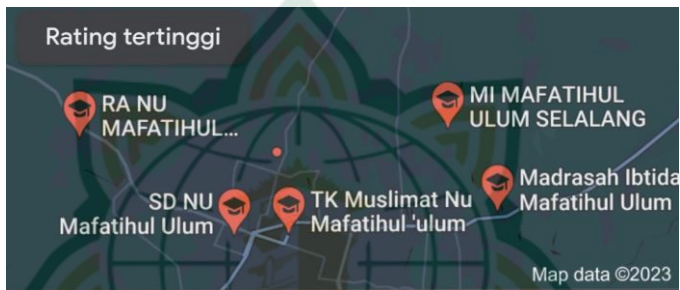 Rating tertinggi
RA NU
MAFATIHUL...
MI MAFATIHUL
ULUM SELALANG
SD NU
Mafatihul Ulum
TK Muslimat Nu
Mafatihul 'ulum
Madrasah Ibtida
Mafatihul Ulum
Map data ©2023